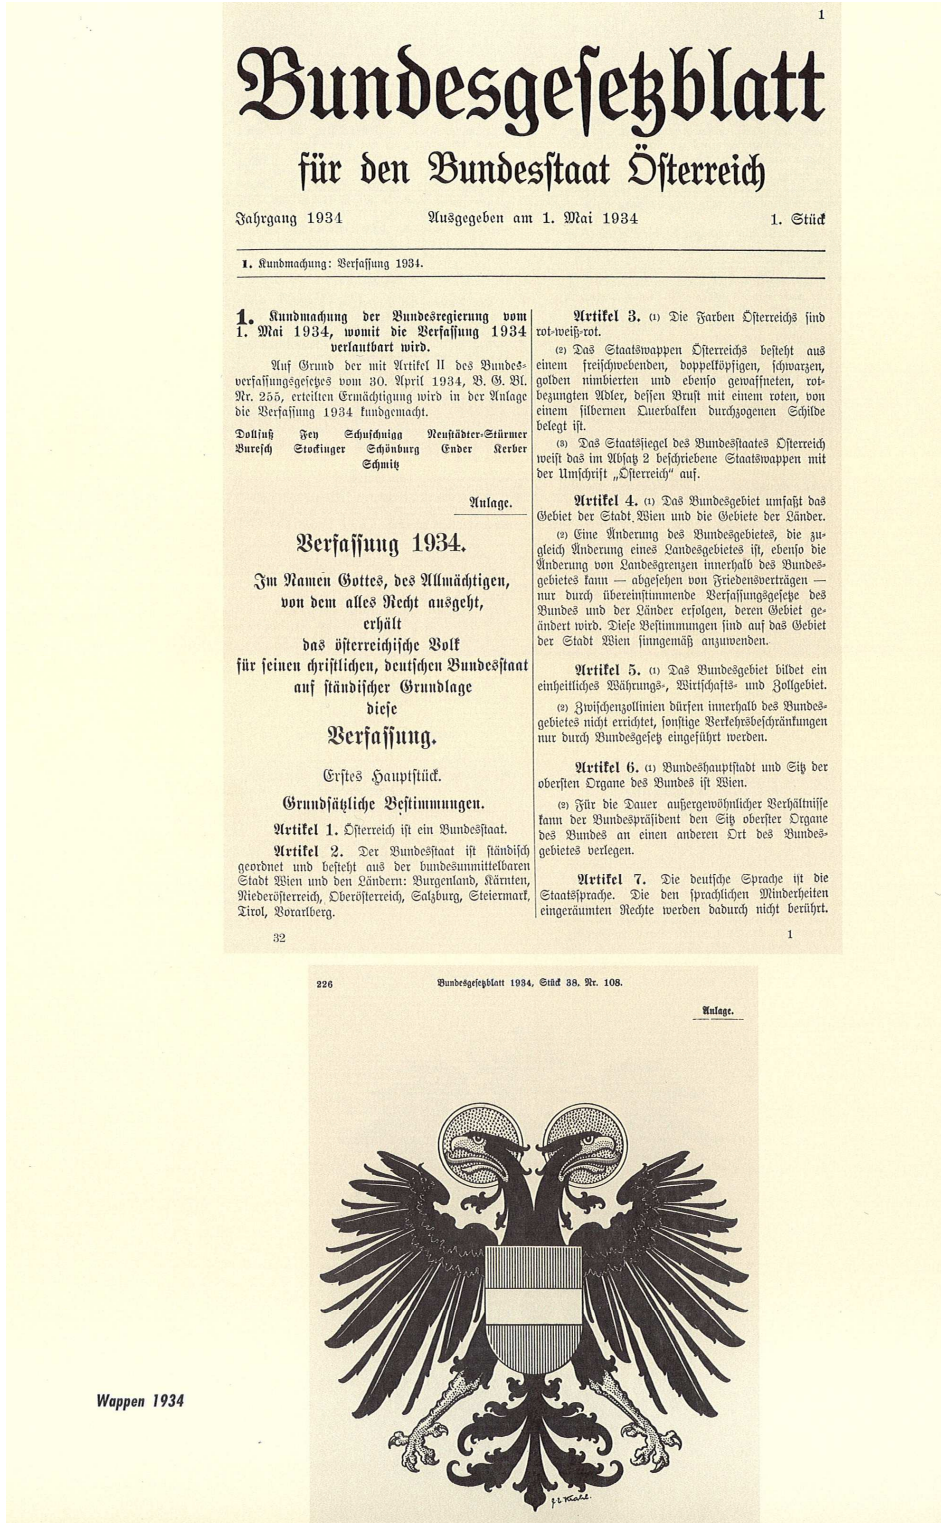 1
Bundesgesetzblatt
für den Bundesstaat Österreich
Jahrgang 1934 Ausgegeben am 1. Mai 1934 1. Stück
1. Kundmachung: Verfassung 1934.
1. Kundmachung der Bundesregierung vom
1. Mai 1934, womit die Verfassung 1934
verlautbart wird.
Auf Grund der mit Artikel II des Bundes-
verfassungsgesetzes vom 30. April 1934, B. G. Bl.
Nr. 255, erteilten Ermächtigung wird in der Anlage
die Verfassung 1934 kundgemacht.
Dollfuß Fey Schuschnigg Neustädter-Stürmer
Buresch Stockinger Schönburg Ender Kerber
Schmitz
Anlage.
Verfassung 1934.
Im Namen Gottes, des Allmächtigen,
von dem alles Recht ausgeht,
erhält
das österreichische Volk
für seinen christlichen, deutschen Bundesstaat
auf ständischer Grundlage
diese
Verfassung.
Erstes Hauptstück.
Grundsätzliche Bestimmungen.
Artikel 1. Österreich ist ein Bundesstaat.
Artikel 2. Der Bundesstaat ist ständisch
geordnet und besteht aus der bundesunmittelbaren
Stadt Wien und den Ländern: Burgenland, Kärnten,
Niederösterreich, Oberösterreich, Salzburg, Steiermark,
Tirol, Vorarlberg.
32
Artikel 3. (1) Die Farben Österreichs sind
rot-weiß-rot.
(2) Das Staatswappen Österreichs besteht aus
einem freischwebenden, doppelköpfigen, schwarzen,
golden nimbierten und ebenso gewaffneten, rot-
bezungten Adler, dessen Brust mit einem roten, von
einem silbernen Querbalken durchzogenen Schilde
belegt ist.
(3) Das Staatssiegel des Bundesstaates Österreich
weist das im Absatz 2 beschriebene Staatswappen mit
der Umschrift „Österreich“ auf.
Artikel 4. (1) Das Bundesgebiet umfaßt das
Gebiet der Stadt Wien und die Gebiete der Länder.
(2) Eine Änderung des Bundesgebietes, die zu-
gleich Änderung eines Landesgebietes ist, ebenso die
Änderung von Landesgrenzen innerhalb des Bundes-
gebietes kann — abgesehen von Friedensverträgen —
nur durch übereinstimmende Verfassungsgesetze des
Bundes und der Länder erfolgen, deren Gebiet ge-
ändert wird. Diese Bestimmungen sind auf das Gebiet
der Stadt Wien sinngemäß anzuwenden.
Artikel 5. (1) Das Bundesgebiet bildet ein
einheitliches Währungs-, Wirtschafts- und Zollgebiet.
(2) Zwischenzollinien dürfen innerhalb des Bundes-
gebietes nicht errichtet, sonstige Verkehrsbeschränkungen
nur durch Bundesgesetz eingeführt werden.
Artikel 6. (1) Bundeshauptstadt und Sitz der
obersten Organe des Bundes ist Wien.
(2) Für die Dauer außergewöhnlicher Verhältnisse
kann der Bundespräsident den Sitz oberster Organe
des Bundes an einen anderen Ort des Bundes-
gebietes verlegen.
Artikel 7. Die deutsche Sprache ist die
Staatssprache. Die den sprachlichen Minderheiten
eingeräumten Rechte werden dadurch nicht berührt.
1
226 Bundesgesetzblatt 1934, Stück 38, Nr. 108.
Anlage.
Wappen 1934